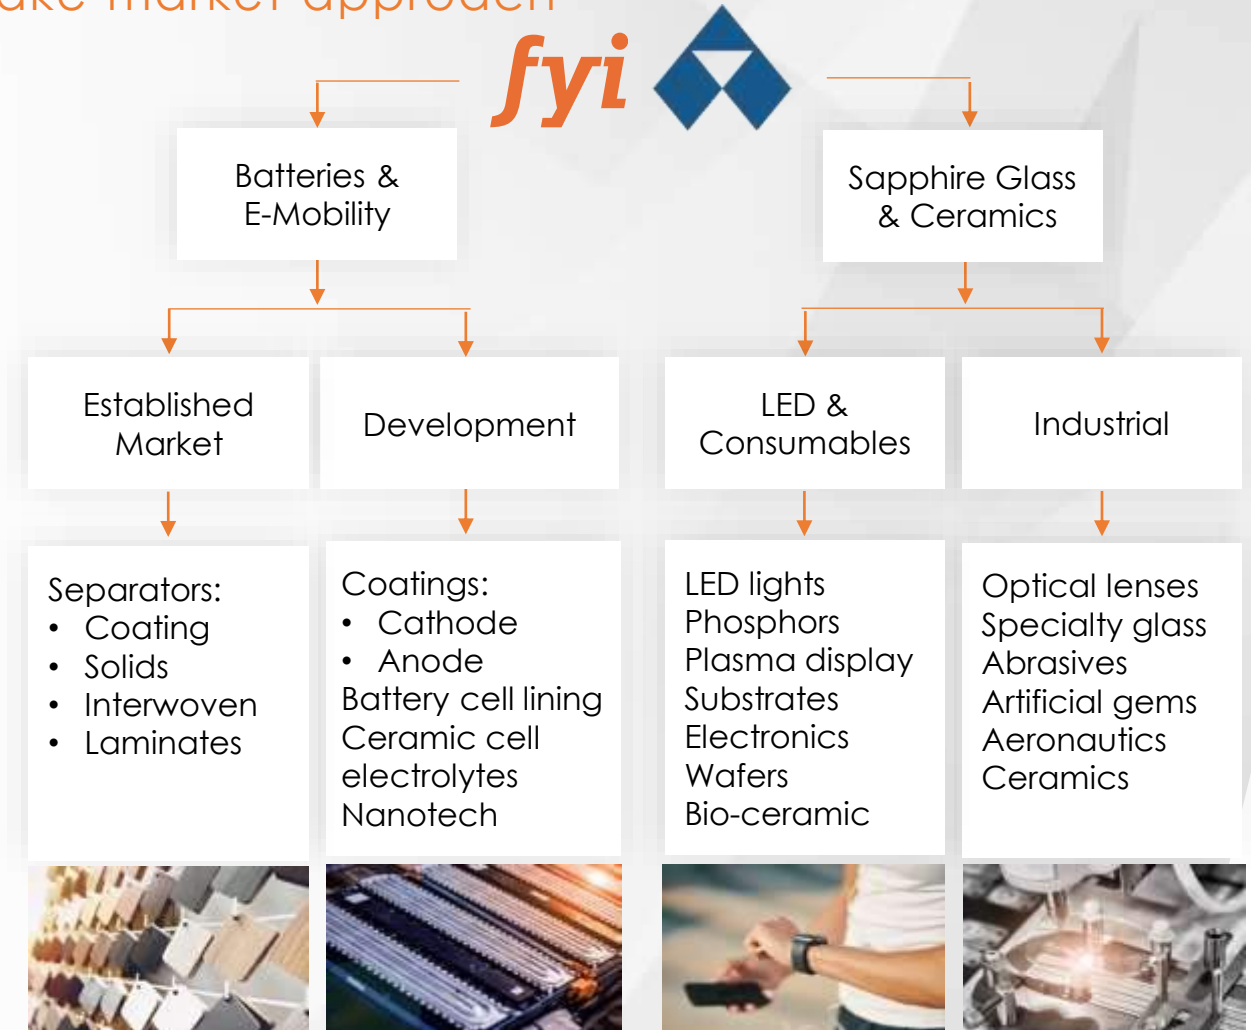 market approach
fyi
Batteries &
E-Mobility
Sapphire Glass
& Ceramics
Established
Market
Development
LED &
Consumables
Industrial
Separators:
• Coating
• Solids
• Interwoven
• Laminates
Coatings:
• Cathode
• Anode
Battery cell lining
Ceramic cell
electrolytes
Nanotech
LED lights
Phosphors
Plasma display
Substrates
Electronics
Wafers
Bio-ceramic
Optical lenses
Specialty glass
Abrasives
Artificial gems
Aeronautics
Ceramics